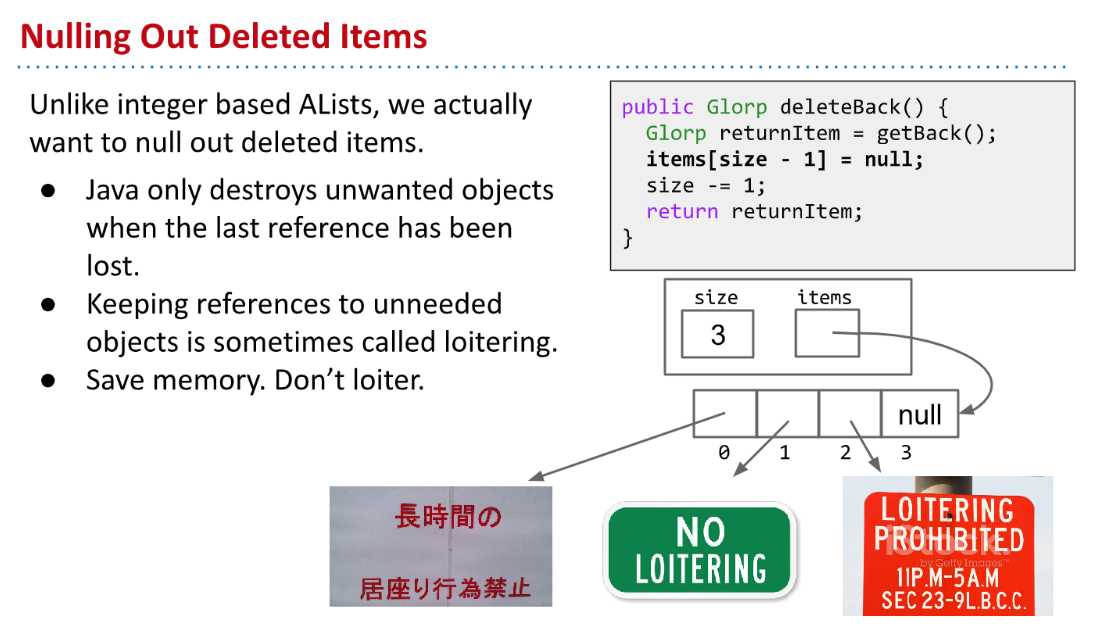 Nulling Out Deleted Items
Unlike integer based ALists, we actually
want to null out deleted items.
● Java only destroys unwanted objects
when the last reference has been
lost.
● Keeping references to unneeded
objects is sometimes called loitering.
● Save memory. Don't loiter.
public Glorp deleteBack() {
Glorp returnItem = getBack();
items[size - 1] = null;
size -= 1;
return returnItem;
}
size items
3
null
0 1 2 3
長時間の
居座り行為禁止
NO
LOITERING
LOITERING
PROHIBITED
iStock.
by Getty Images™
11P.M-5A.M
SEC 23-9L.B.C.C.